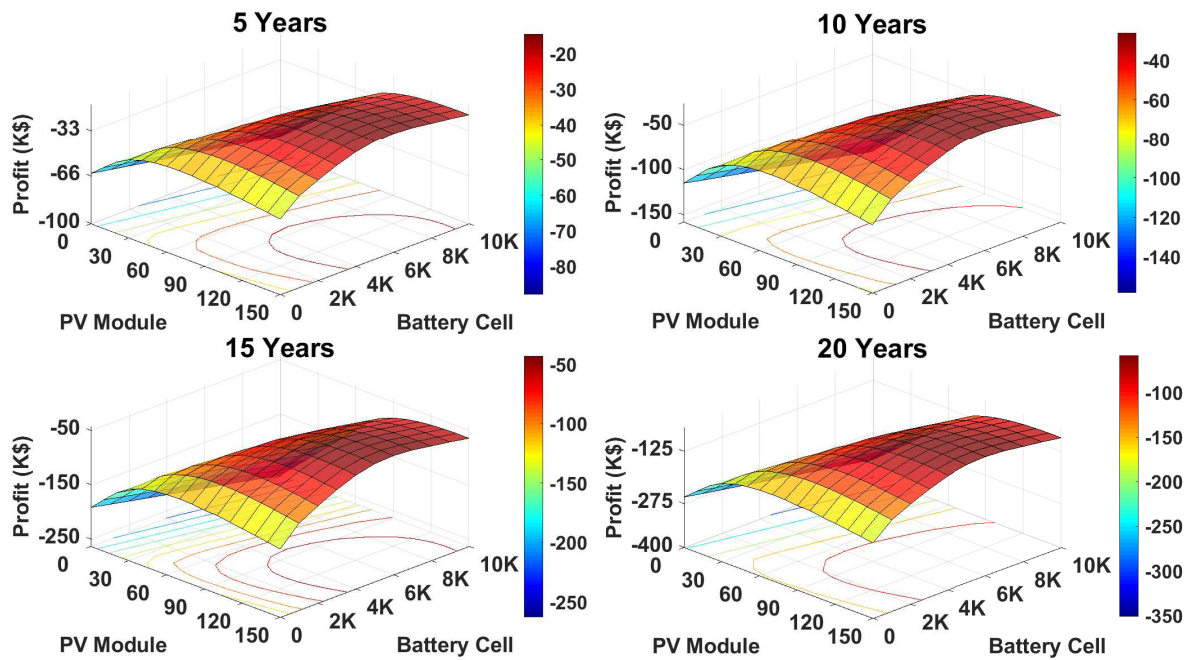 5 Years
Profit (K$)
-33
-66
-100
0
30
60
90
120
150
PV Module
0
2K
4K
6K
8K
10K
Battery Cell
-20
-30
-40
-50
-60
-70
-80
10 Years
Profit (K$)
-50
-100
-150
0
30
60
90
120
150
PV Module
0
2K
4K
6K
8K
10K
Battery Cell
-40
-60
-80
-100
-120
-140
15 Years
Profit (K$)
-50
-150
-250
0
30
60
90
120
150
PV Module
0
2K
4K
6K
8K
10K
Battery Cell
-50
-100
-150
-200
-250
20 Years
Profit (K$)
-125
-275
-400
0
30
60
90
120
150
PV Module
0
2K
4K
6K
8K
10K
Battery Cell
-100
-150
-200
-250
-300
-350